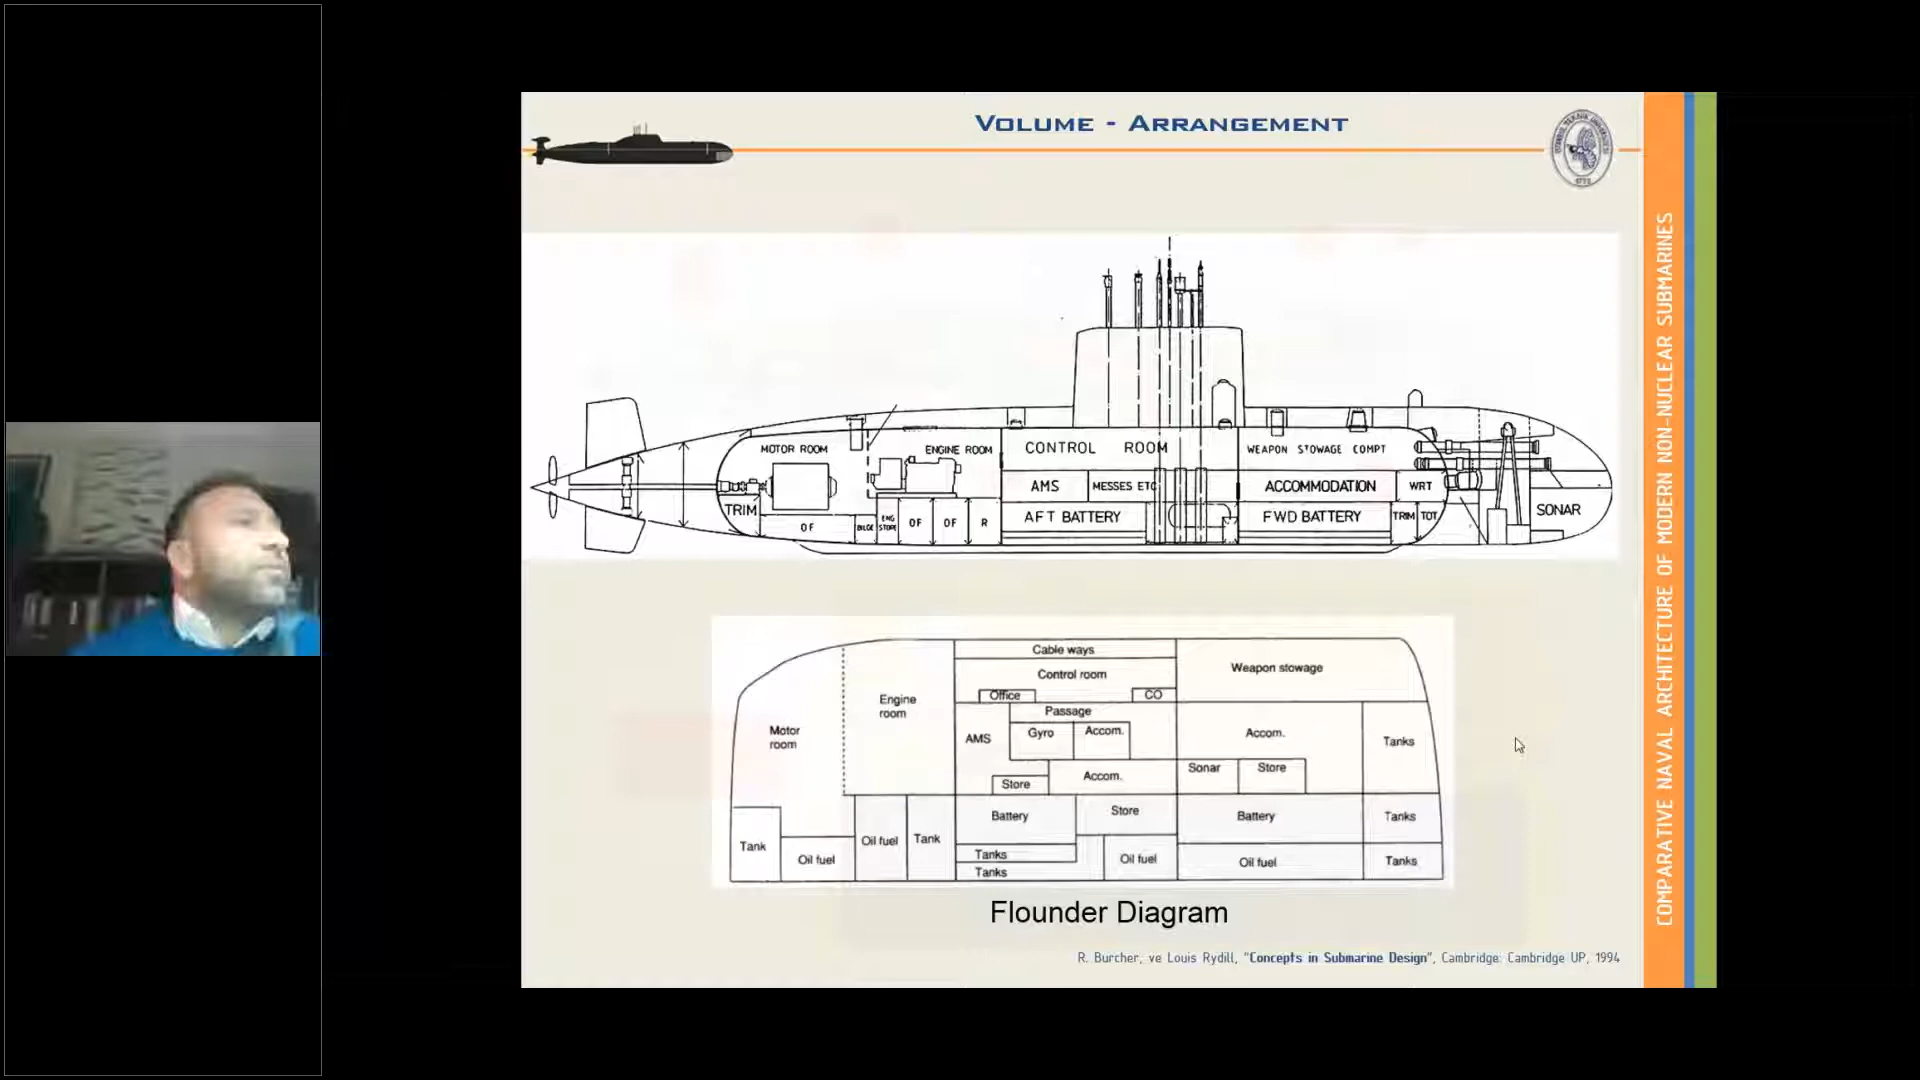 VOLUME - ARRANGEMENT
MOTOR ROOM
ENGINE ROOM
CONTROL ROOM
WEAPON STOWAGE COMPT
AMS
MESSES ETC
ACCOMMODATION
WRT
TRIM
OF
BILGE
ENG
STORE
OF
OF
R
AFT BATTERY
FWD BATTERY
TRIM
TOT
SONAR
Cable ways
Control room
Office
CO
Weapon stowage
Engine
room
Motor
room
Passage
AMS
Gyro
Accom.
Accom.
Tanks
Store
Accom.
Sonar
Store
Battery
Store
Battery
Tanks
Tank
Oil fuel
Oil fuel
Tank
Tanks
Tanks
Oil fuel
Oil fuel
Tanks
Flounder Diagram
R. Burcher, ve Louis Rydill, "Concepts in Submarine Design", Cambridge: Cambridge UP, 1994
COMPARATIVE NAVAL ARCHITECTURE OF MODERN NON-NUCLEAR SUBMARINES